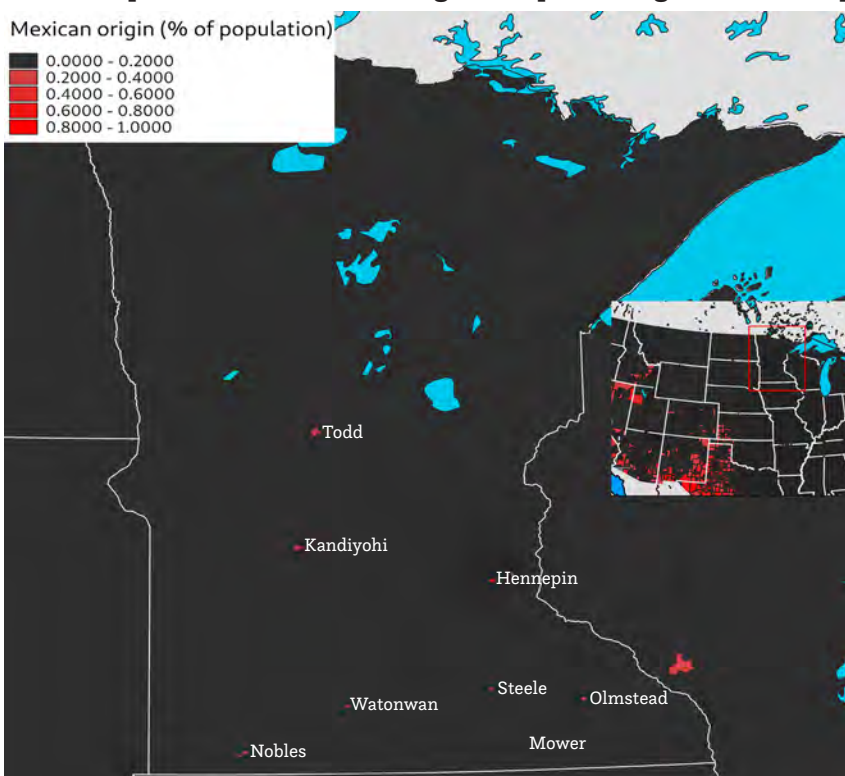 Mexican origin (% of population)
0.0000 - 0.2000
0.2000 - 0.4000
0.4000 - 0.6000
0.6000 - 0.8000
0.8000 - 1.0000
Todd
Kandiyohi
Hennepin
Steele
Olmstead
Watonwan
Mower
Nobles